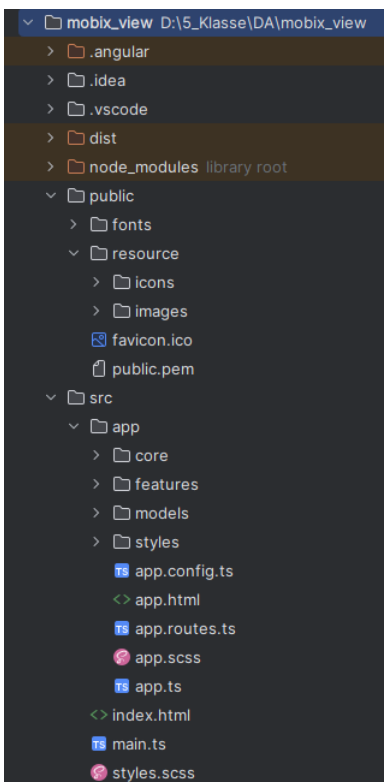 mobix_view D:\5_Klasse\DA\mobix_view
.angular
.idea
.vscode
dist
node_modules library root
public
fonts
resource
icons
images
favicon.ico
public.pem
src
app
core
features
models
styles
TS app.config.ts
<> app.html
TS app.routes.ts
app.scss
TS app.ts
<> index.html
TS main.ts
styles.scss